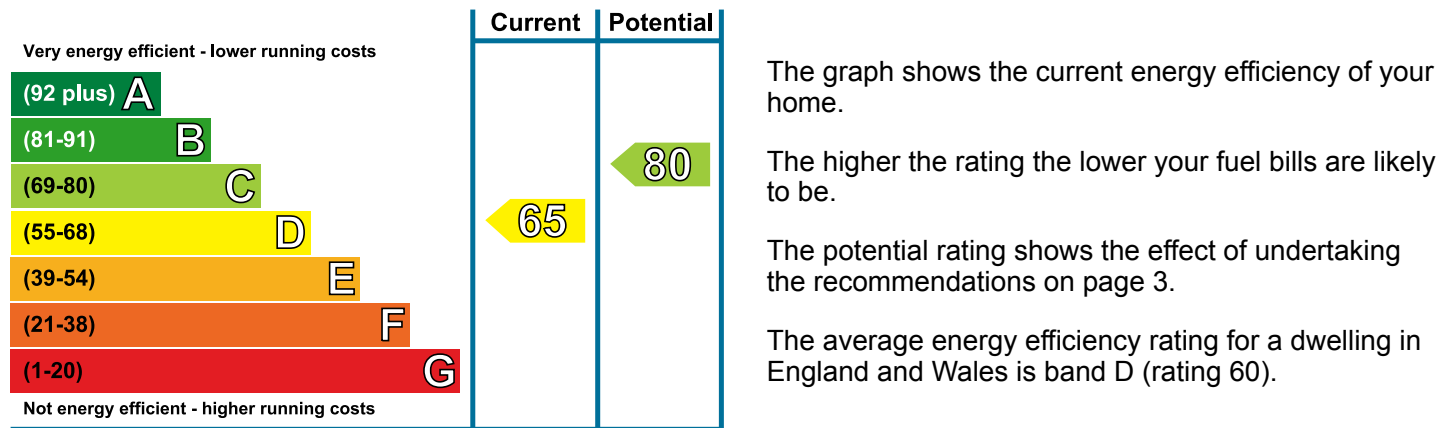 Current Potential
Very energy efficient - lower running costs
(92 plus) A
(81-91) B
(69-80) C
(55-68) D
(39-54) E
(21-38) F
(1-20) G
Not energy efficient - higher running costs
65
80
The graph shows the current energy efficiency of your
home.
The higher the rating the lower your fuel bills are likely
to be.
The potential rating shows the effect of undertaking
the recommendations on page 3.
The average energy efficiency rating for a dwelling in
England and Wales is band D (rating 60).